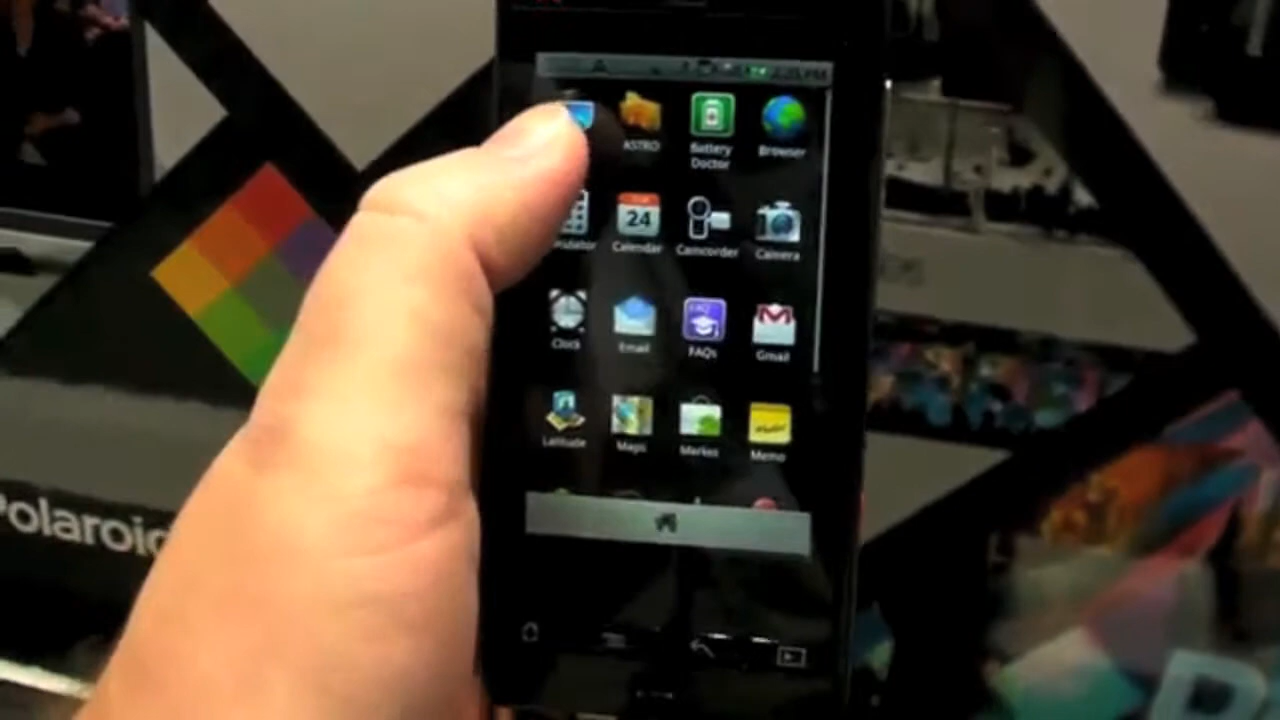 ASTRO
Battery
Doctor
Browser
24
Calendar
Camcorder
Camera
Clock
Email
FAQs
Gmail
Latitude
Maps
Market
Memo
Polaroid